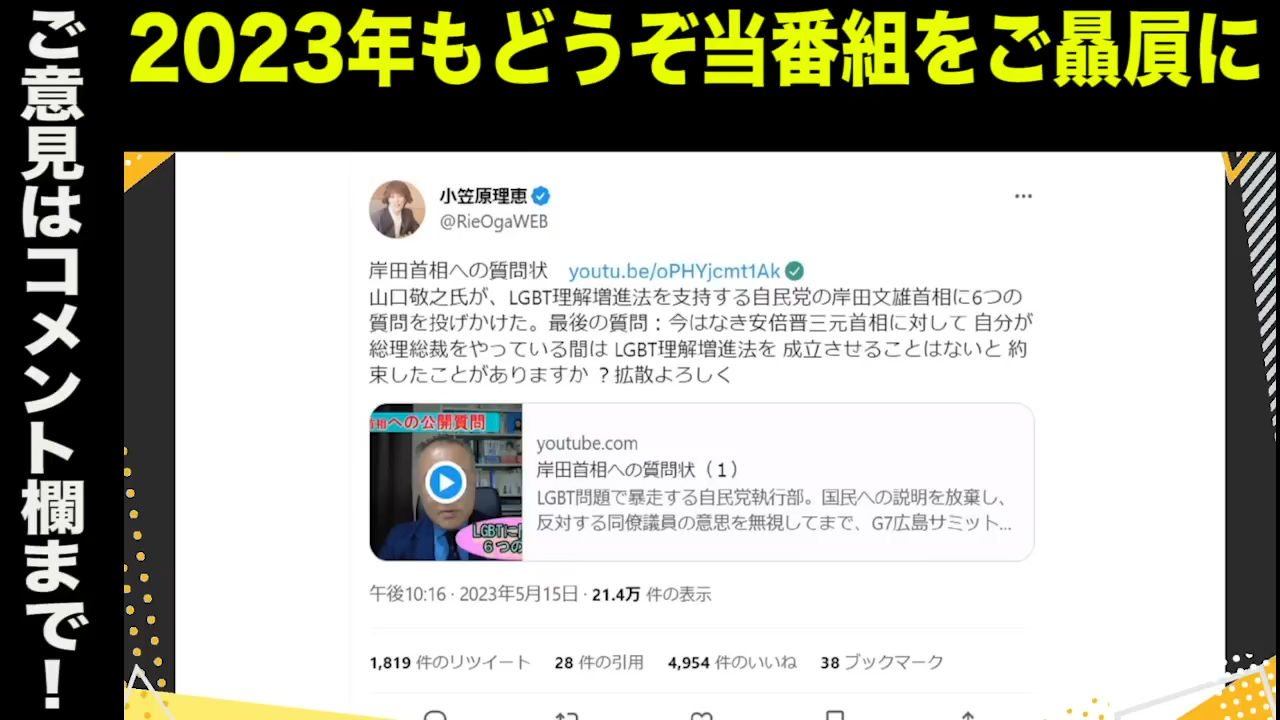 2023年もどうぞ当番組をご贔屓に
ご意見はコメント欄まで！
小笠原理恵
@RieOgaWEB
岸田首相への質問状 youtu.be/oPHYjcmt1Ak
山口敬之氏が、LGBT理解増進法を支持する自民党の岸田文雄首相に6つの
質問を投げかけた。最後の質問：今はなき安倍晋三元首相に対して 自分が
総理総裁をやっている間は LGBT理解増進法を 成立させることはないと 約
束したことがありますか ？拡散よろしく
首相への公開質問
LGBTに
６つの
youtube.com
岸田首相への質問状（１）
LGBT問題で暴走する自民党執行部。国民への説明を放棄し、
反対する同僚議員の意思を無視してまで、G7広島サミット...
午後10:16 · 2023年5月15日 · 21.4万 件の表示
1,819 件のリツイート 28 件の引用 4,954 件のいいね 38 ブックマーク